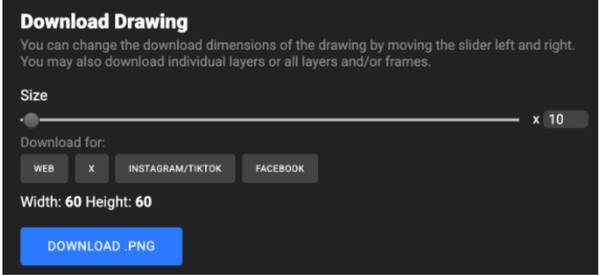 Download Drawing
You can change the download dimensions of the drawing by moving the slider left and right.
You may also download individual layers or all layers and/or frames.
Size
x 10
Download for:
WEB X INSTAGRAM/TIKTOK FACEBOOK
Width: 60 Height: 60
DOWNLOAD .PNG